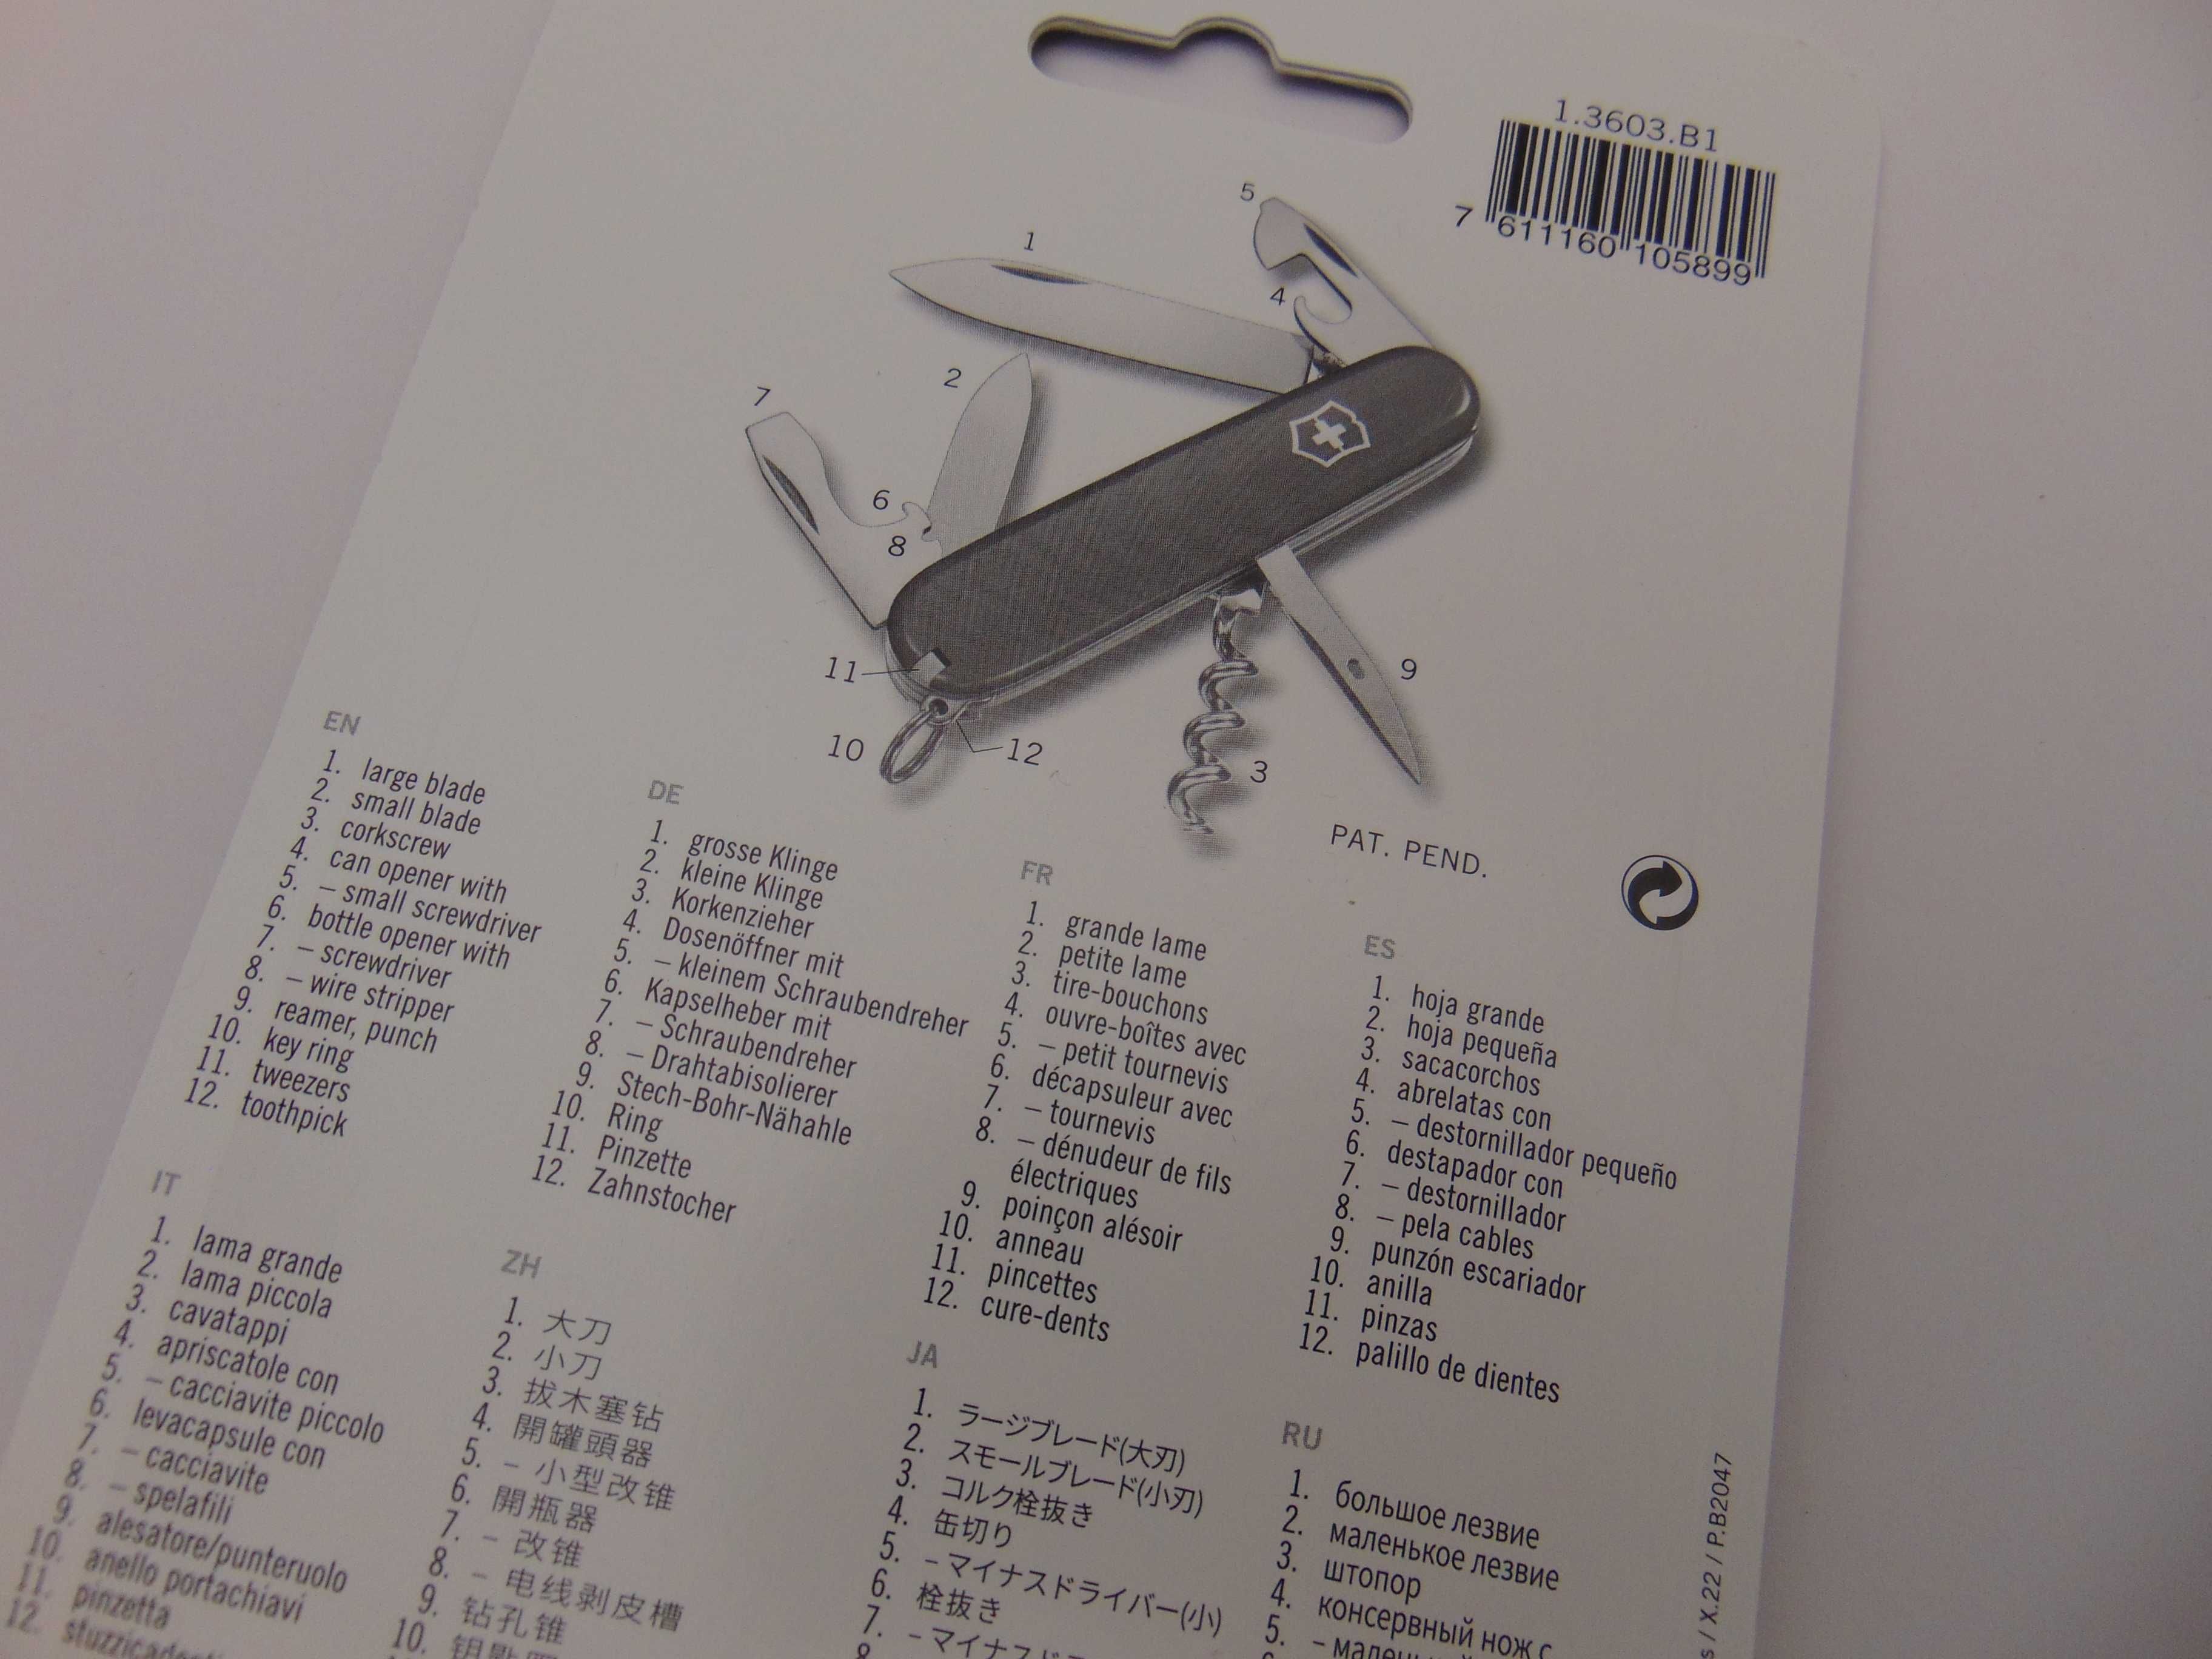 1.3603.B1
7 611160 105899
5
1
4
2
7
6
8
11
9
10
12
3
PAT. PEND.
EN
1. large blade
2. small blade
3. corkscrew
4. can opener with
5. – small screwdriver
6. bottle opener with
7. – screwdriver
8. – wire stripper
9. reamer, punch
10. key ring
11. tweezers
12. toothpick
DE
1. grosse Klinge
2. kleine Klinge
3. Korkenzieher
4. Dosenöffner mit
5. – kleinem Schraubendreher
6. Kapselheber mit
7. – Schraubendreher
8. – Drahtabisolierer
9. Stech-Bohr-Nähahle
10. Ring
11. Pinzette
12. Zahnstocher
FR
1. grande lame
2. petite lame
3. tire-bouchons
4. ouvre-boîtes avec
5. – petit tournevis
6. décapsuleur avec
7. – tournevis
8. – dénudeur de fils
électriques
9. poinçon alésoir
10. anneau
11. pincettes
12. cure-dents
ES
1. hoja grande
2. hoja pequeña
3. sacacorchos
4. abrelatas con
5. – destornillador pequeño
6. destapador con
7. – destornillador
8. – pela cables
9. punzón escariador
10. anilla
11. pinzas
12. palillo de dientes
IT
1. lama grande
2. lama piccola
3. cavatappi
4. apriscatole con
5. – cacciavite piccolo
6. levacapsule con
7. – cacciavite
8. – spelafili
9. alesatore/punteruolo
10. anello portachiavi
11. pinzetta
12.
ZH
1. 大刀
2. 小刀
3. 拔木塞钻
4. 開罐頭器
5. - 小型改锥
6. 開瓶器
7. - 改锥
8. - 电线剥皮槽
9. 钻孔锥
10.
JA
1. ラージブレード(大刃)
2. スモールブレード(小刃)
3. コルク栓抜き
4. 缶切り
5. -マイナスドライバー(小)
6. 栓抜き
7.
RU
1. большое лезвие
2. маленькое лезвие
3. штопор
4. консервный нож с
5.
/ X.22 / P.B2047